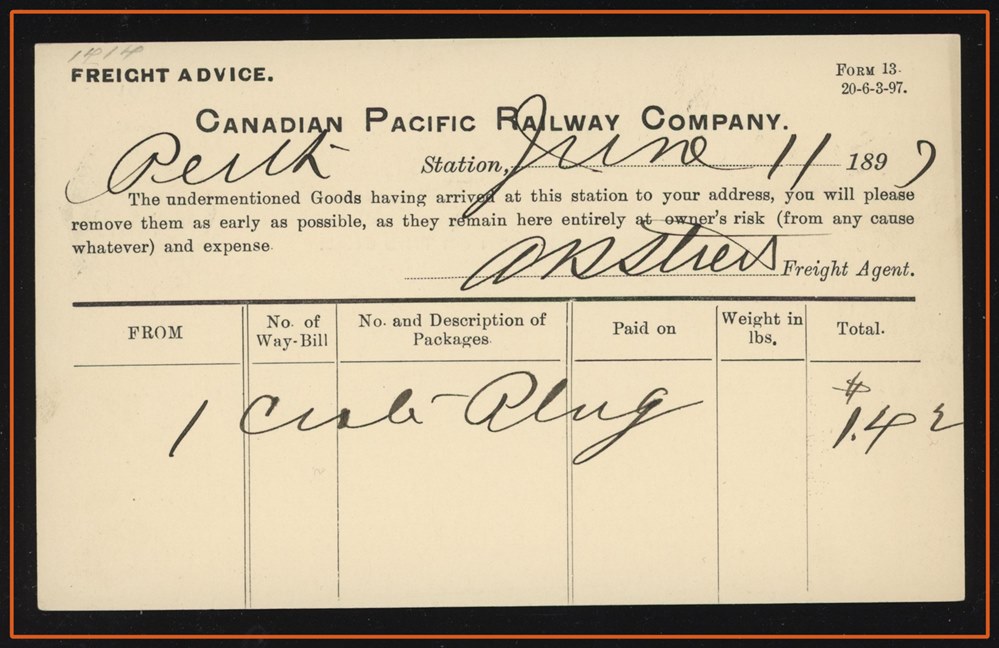 1414
FREIGHT ADVICE.
FORM 13.
20-6-3-97.
CANADIAN PACIFIC RAILWAY COMPANY.
Perth Station, June 11 1897
The undermentioned Goods having arrived at this station to your address, you will please
remove them as early as possible, as they remain here entirely at owner's risk (from any cause
whatever) and expense.
Freight Agent.
FROM
No. of
Way-Bill
No. and Description of
Packages.
Paid on
Weight in
lbs.
Total.
1 $1.42